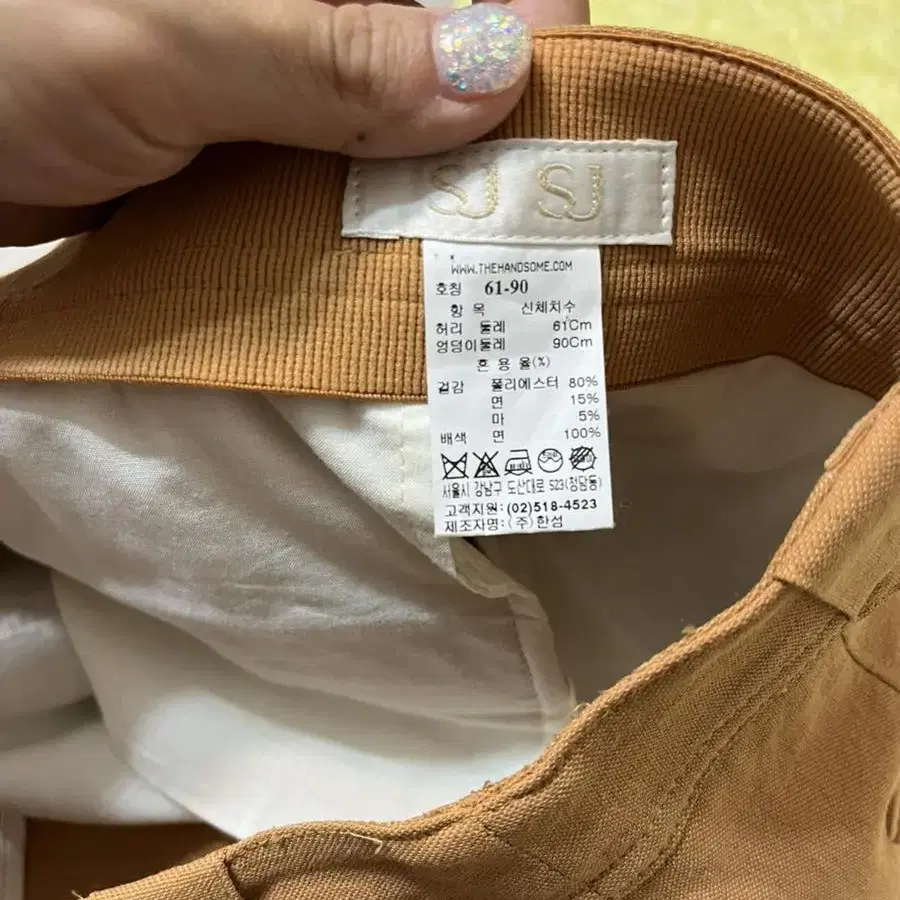 SJ SJ
WWW.THEHANDSOME.COM
호칭 61-90
항 목 신체치수
허리 둘레 61Cm
엉덩이둘레 90Cm
혼 용 율(%)
겉감 폴리에스터 80%
면 15%
마 5%
배색 면 100%
서울시 강남구 도산대로 523(청담동)
고객지원: (02)518-4523
제조자명: (주)한섬